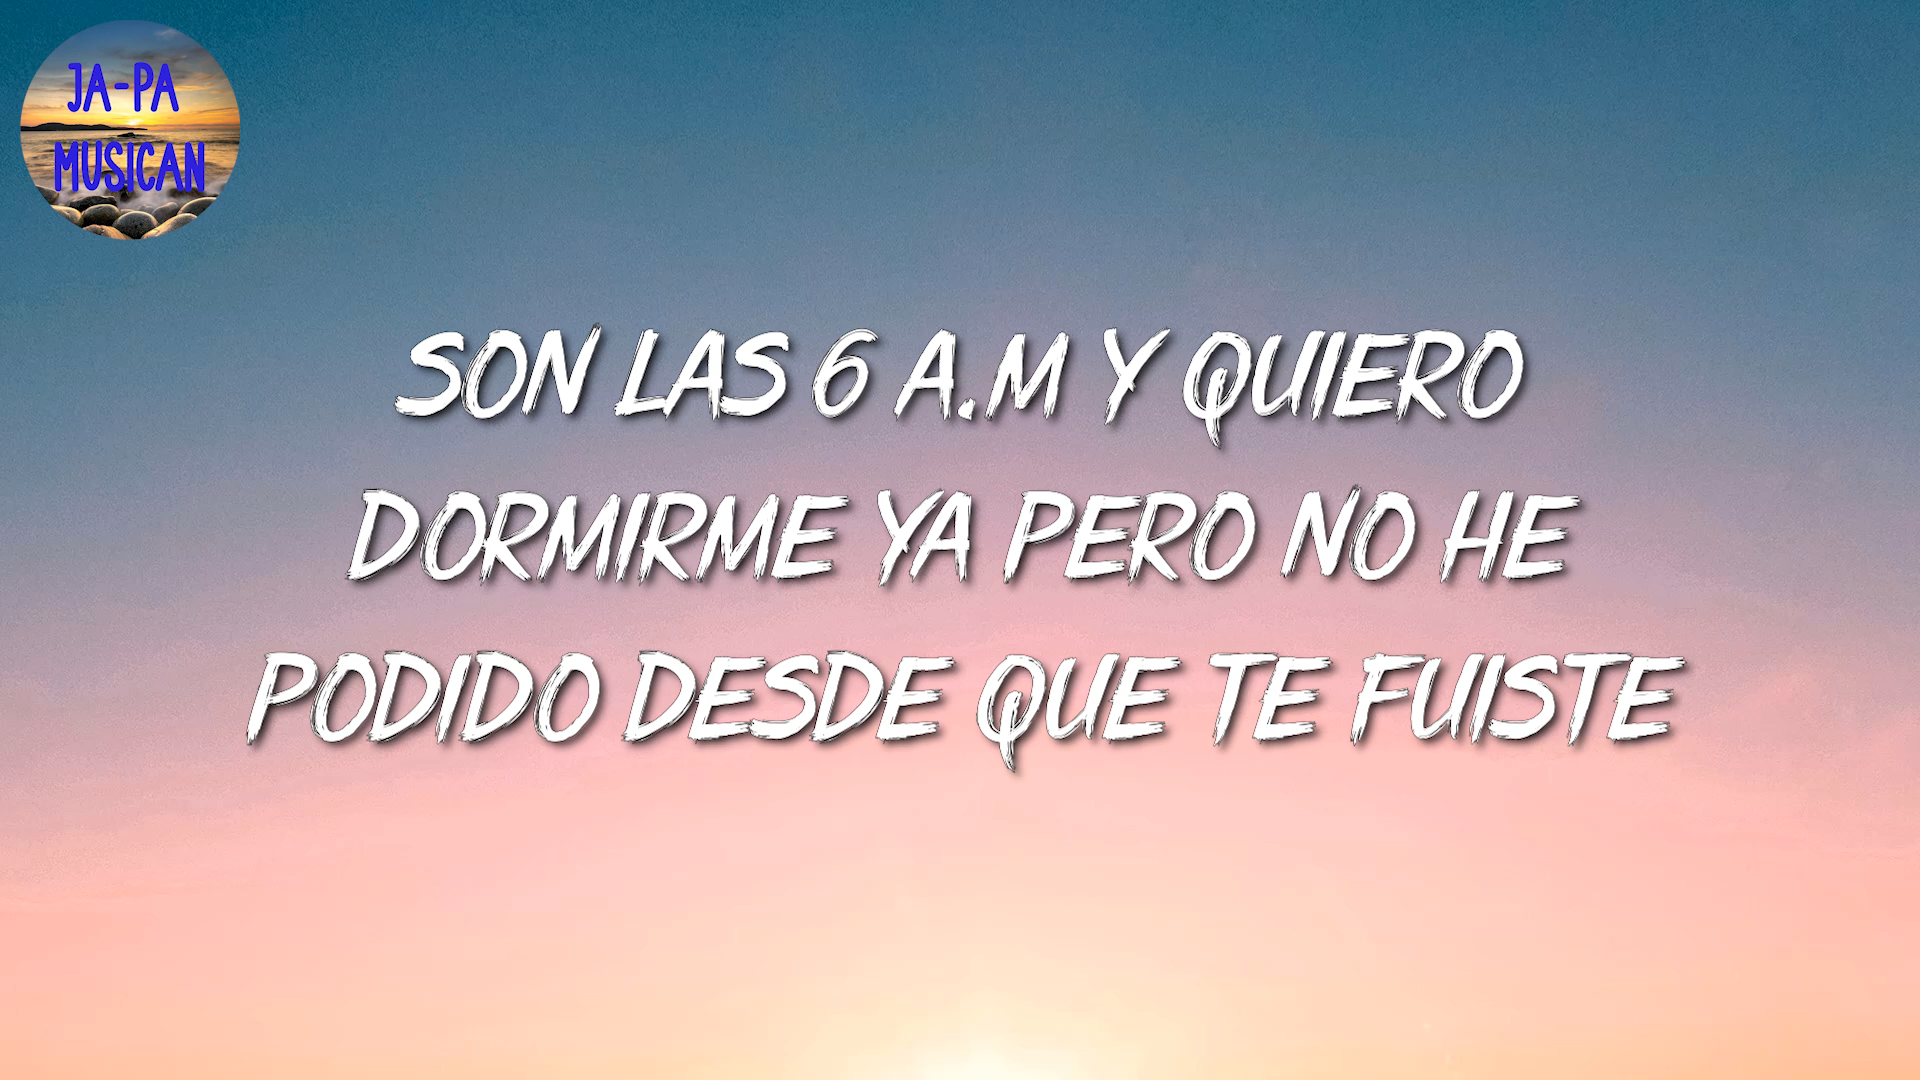 JA-PA
MUSICAN
SON LAS 6 A.M Y QUIERO
DORMIRME YA PERO NO HE
PODIDO DESDE QUE TE FUISTE